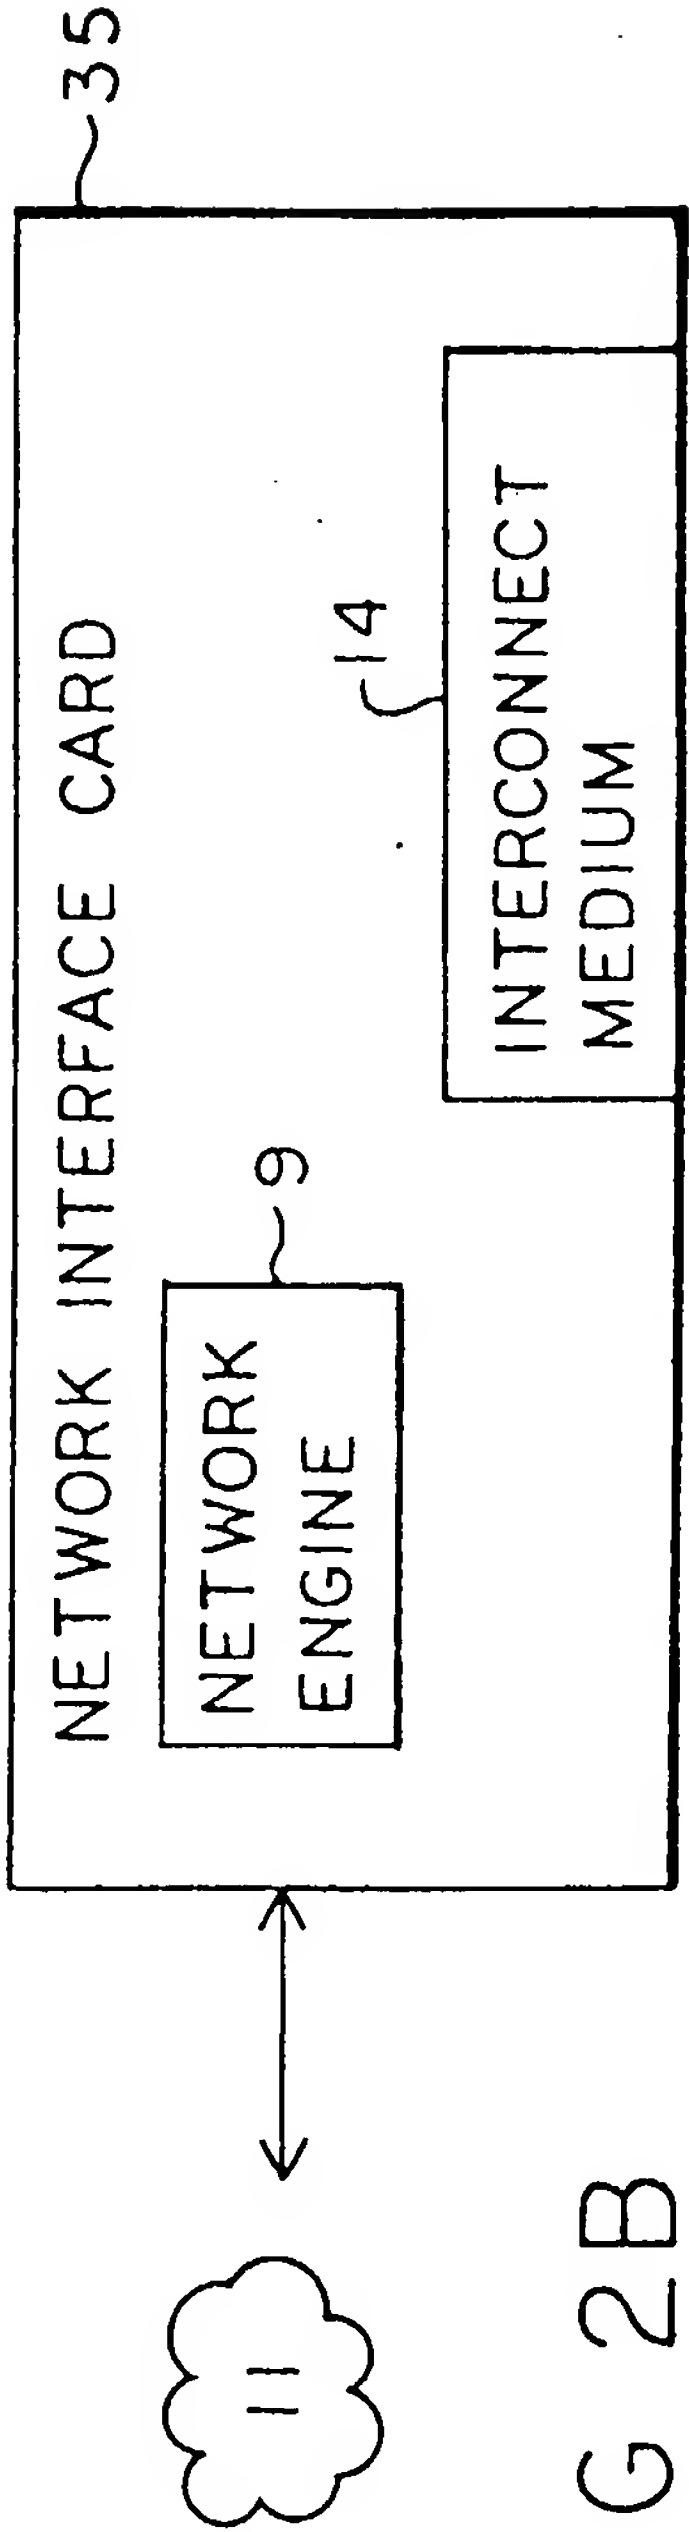 NETWORK INTERFACE CARD
35
NETWORK
ENGINE
9
14
INTERCONNECT
MEDIUM
11
G 2B